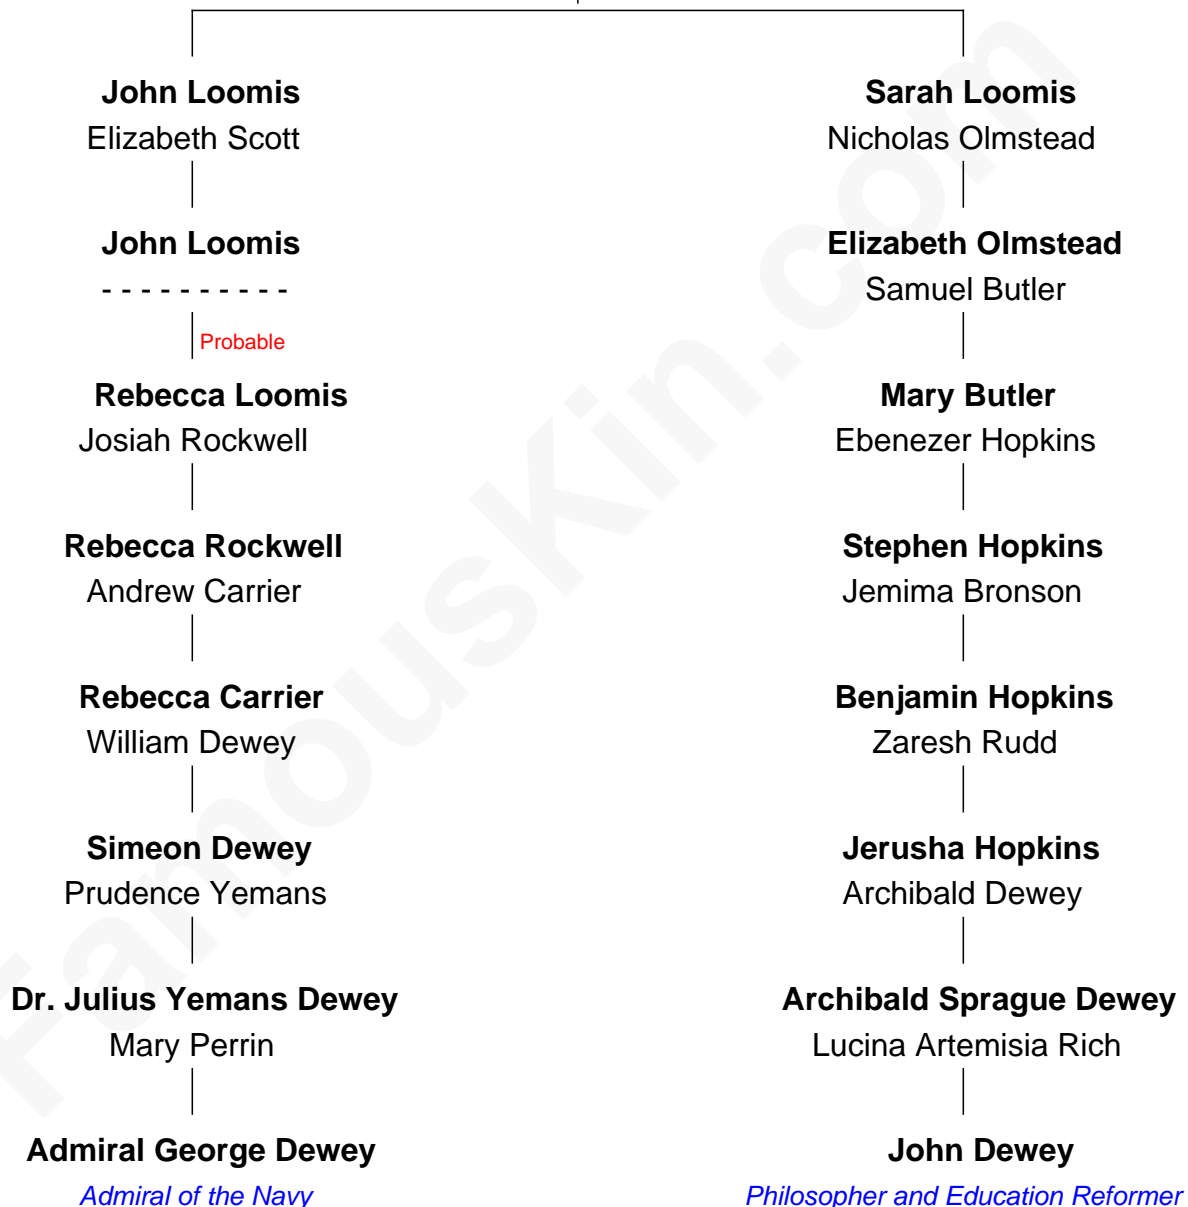 John Loomis
Elizabeth Scott
John Loomis
- - - - - - - - - -
Probable
Rebecca Loomis
Josiah Rockwell
Rebecca Rockwell
Andrew Carrier
Rebecca Carrier
William Dewey
Simeon Dewey
Prudence Yemans
Dr. Julius Yemans Dewey
Mary Perrin
Admiral George Dewey
Admiral of the Navy
Sarah Loomis
Nicholas Olmstead
Elizabeth Olmstead
Samuel Butler
Mary Butler
Ebenezer Hopkins
Stephen Hopkins
Jemima Bronson
Benjamin Hopkins
Zaresh Rudd
Jerusha Hopkins
Archibald Dewey
Archibald Sprague Dewey
Lucina Artemisia Rich
John Dewey
Philosopher and Education Reformer
FamousKin.com